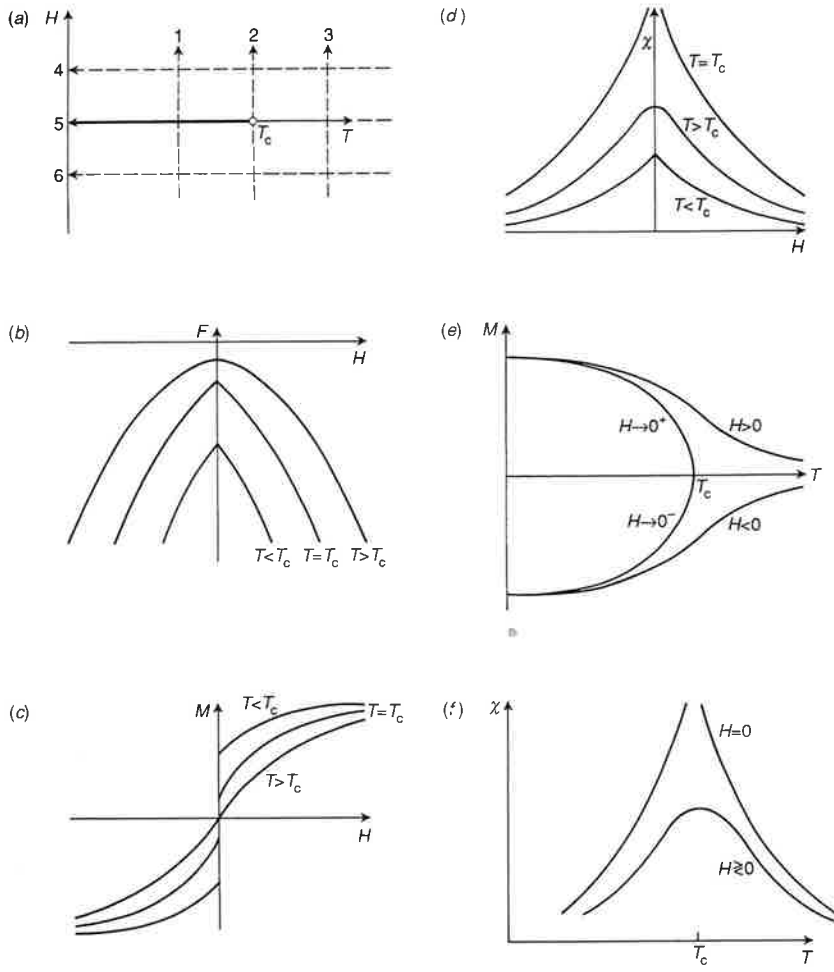 (a)
H
1
2
3
4
5
T_c
T
6
(b)
F
H
T<T_c T=T_c T>T_c
(c)
M
T<T_c
T=T_c
T>T_c
H
(d)
χ
T=T_c
T>T_c
T<T_c
H
(e)
M
H→0⁺
H>0
T_c
T
H→0⁻
H<0
χ
H=0
H≷0
T_c
T